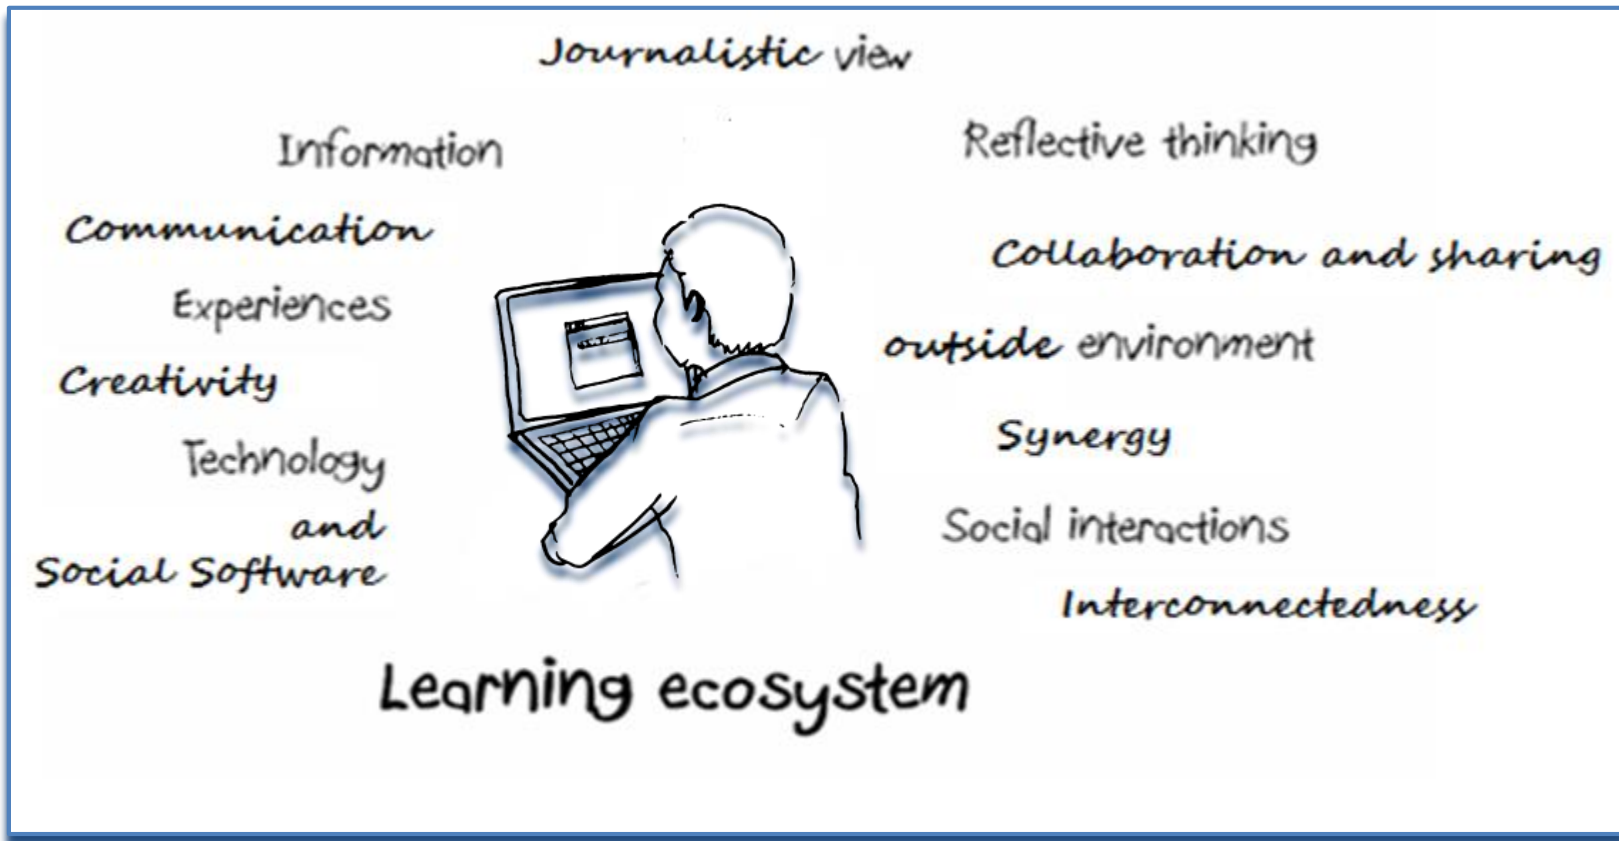 Journalistic view
Information
Communication
Experiences
Creativity
Technology
and
Social Software
Reflective thinking
Collaboration and sharing
outside environment
Synergy
Social interactions
Interconnectedness
Learning ecosystem